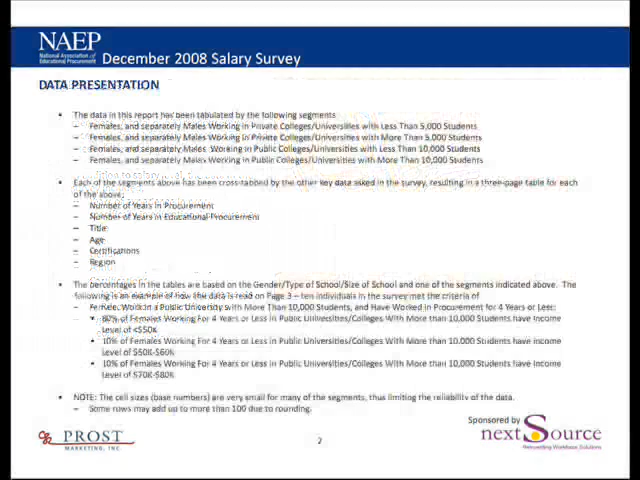 NAEP
National Association of
Educational Procurement
December 2008 Salary Survey
DATA PRESENTATION
The data in this report has been tabulated by the following segments
– Females, and separately Males Working in Private Colleges/Universities with Less Than 5,000 Students
– Females, and separately Males Working in Private Colleges/Universities with More Than 5,000 Students
– Females, and separately Males Working in Public Colleges/Universities with Less Than 10,000 Students
– Females, and separately Males Working in Public Colleges/Universities with More Than 10,000 Students
Each of the segments above has been cross-tabbed by the other key data asked in the survey, resulting in a three-page table for each
of the above:
– Number of Years in Procurement
– Number of Years in Educational Procurement
– Title
– Age
– Certifications
– Region
The percentages in the tables are based on the Gender/Type of School/Size of School and one of the segments indicated above. The
following is an example of how the data is read on Page 3 – ten individuals in the survey met the criteria of
– Female, Work in a Public University with More Than 10,000 Students, and Have Worked in Procurement for 4 Years or Less:
80% of Females Working For 4 Years or Less in Public Universities/Colleges With More than 10,000 Students have Income
Level of <$50K
10% of Females Working For 4 Years or Less in Public Universities/Colleges With More than 10,000 Students have Income
Level of $50K-$60K
10% of Females Working For 4 Years or Less in Public Universities/Colleges With More than 10,000 Students have Income
Level of $70K-$80K
NOTE: The cell sizes (base numbers) are very small for many of the segments, thus limiting the reliability of the data.
– Some rows may add up to more than 100 due to rounding.
Sponsored by
PROST
MARKETING, INC.
2
nextSource
Reinventing Workforce Solutions